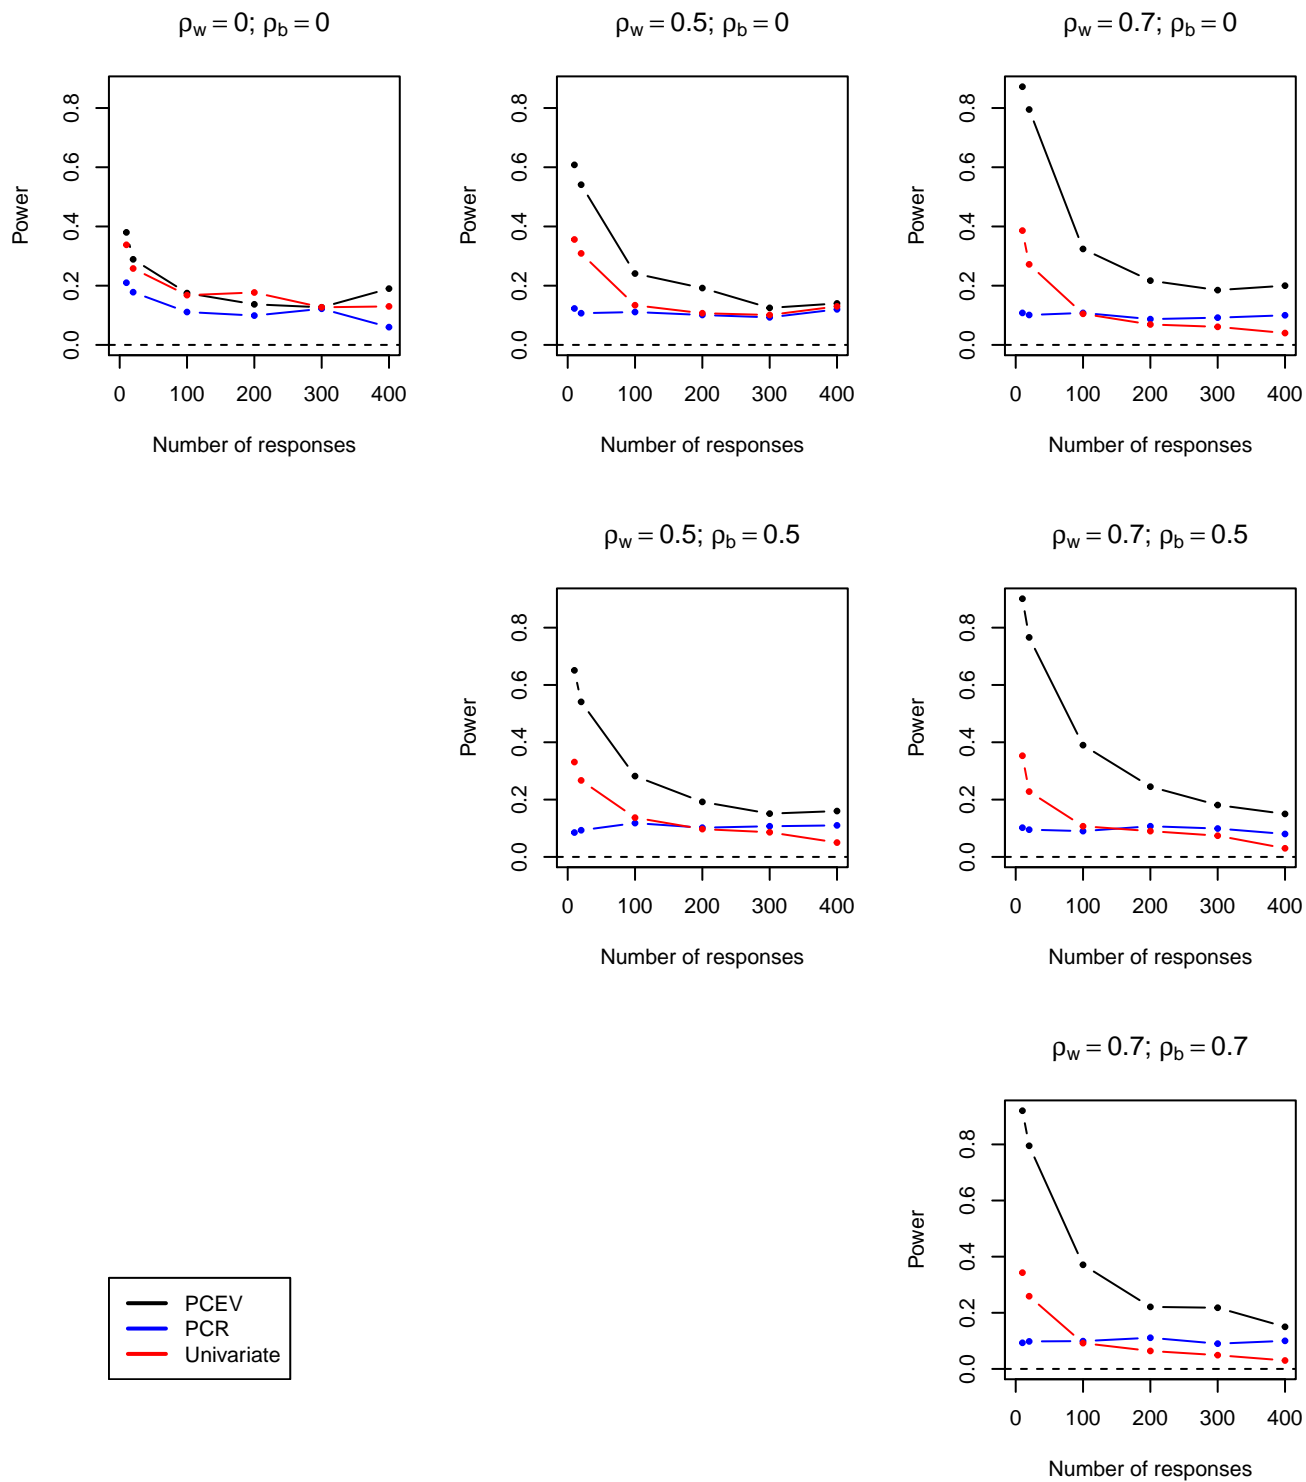 ρw = 0; ρb = 0
0.0 0.2 0.4 0.6 0.8
Power
0 100 200 300 400
Number of responses
ρw = 0.5; ρb = 0
0.0 0.2 0.4 0.6 0.8
Power
0 100 200 300 400
Number of responses
ρw = 0.7; ρb = 0
0.0 0.2 0.4 0.6 0.8
Power
0 100 200 300 400
Number of responses
ρw = 0.5; ρb = 0.5
0.0 0.2 0.4 0.6 0.8
Power
0 100 200 300 400
Number of responses
ρw = 0.7; ρb = 0.5
0.0 0.2 0.4 0.6 0.8
Power
0 100 200 300 400
Number of responses
ρw = 0.7; ρb = 0.7
0.0 0.2 0.4 0.6 0.8
Power
0 100 200 300 400
Number of responses
PCEV
PCR
Univariate